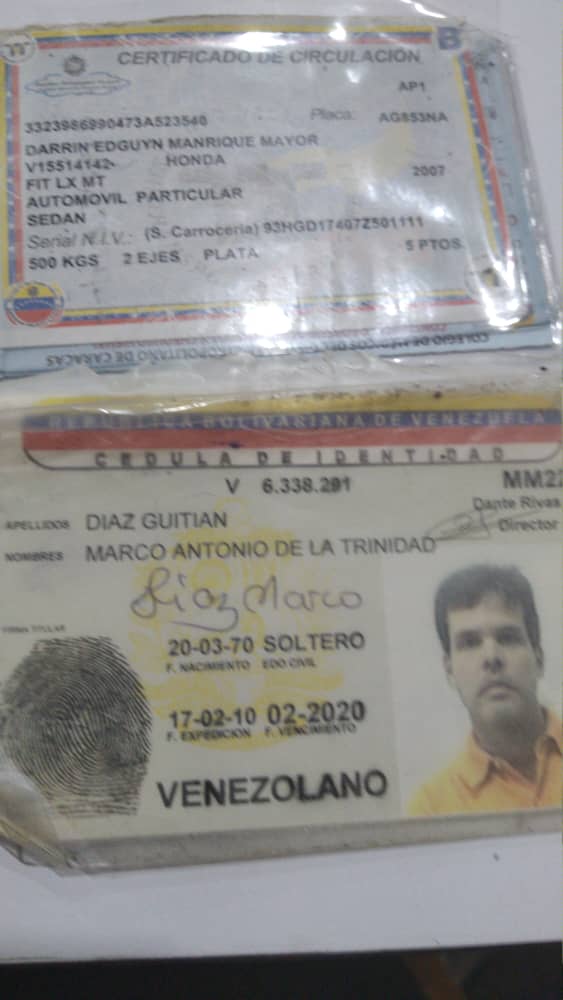 B
CERTIFICADO DE CIRCULACIÓN
AP1
3323986990473A523540 Placa: AG853NA
DARRIN EDGUYN MANRIQUE MAYOR
V15514142- HONDA
FIT LX MT 2007
AUTOMOVIL PARTICULAR
SEDAN
Serial N.I.V.: (S. Carroceria) 93HGD17407Z501111
500 KGS 2 EJES PLATA 5 PTOS
REPUBLICA BOLIVARIANA DE VENEZUELA
CEDULA DE IDENTIDAD
V 6.338.291 MM22
Dante Rivas
APELLIDOS DIAZ GUITIAN Director
NOMBRES MARCO ANTONIO DE LA TRINIDAD
Diaz Marco
FIRMA TITULAR
20-03-70 SOLTERO
F. NACIMIENTO EDO CIVIL
17-02-10 02-2020
F. EXPEDICION F. VENCIMIENTO
VENEZOLANO